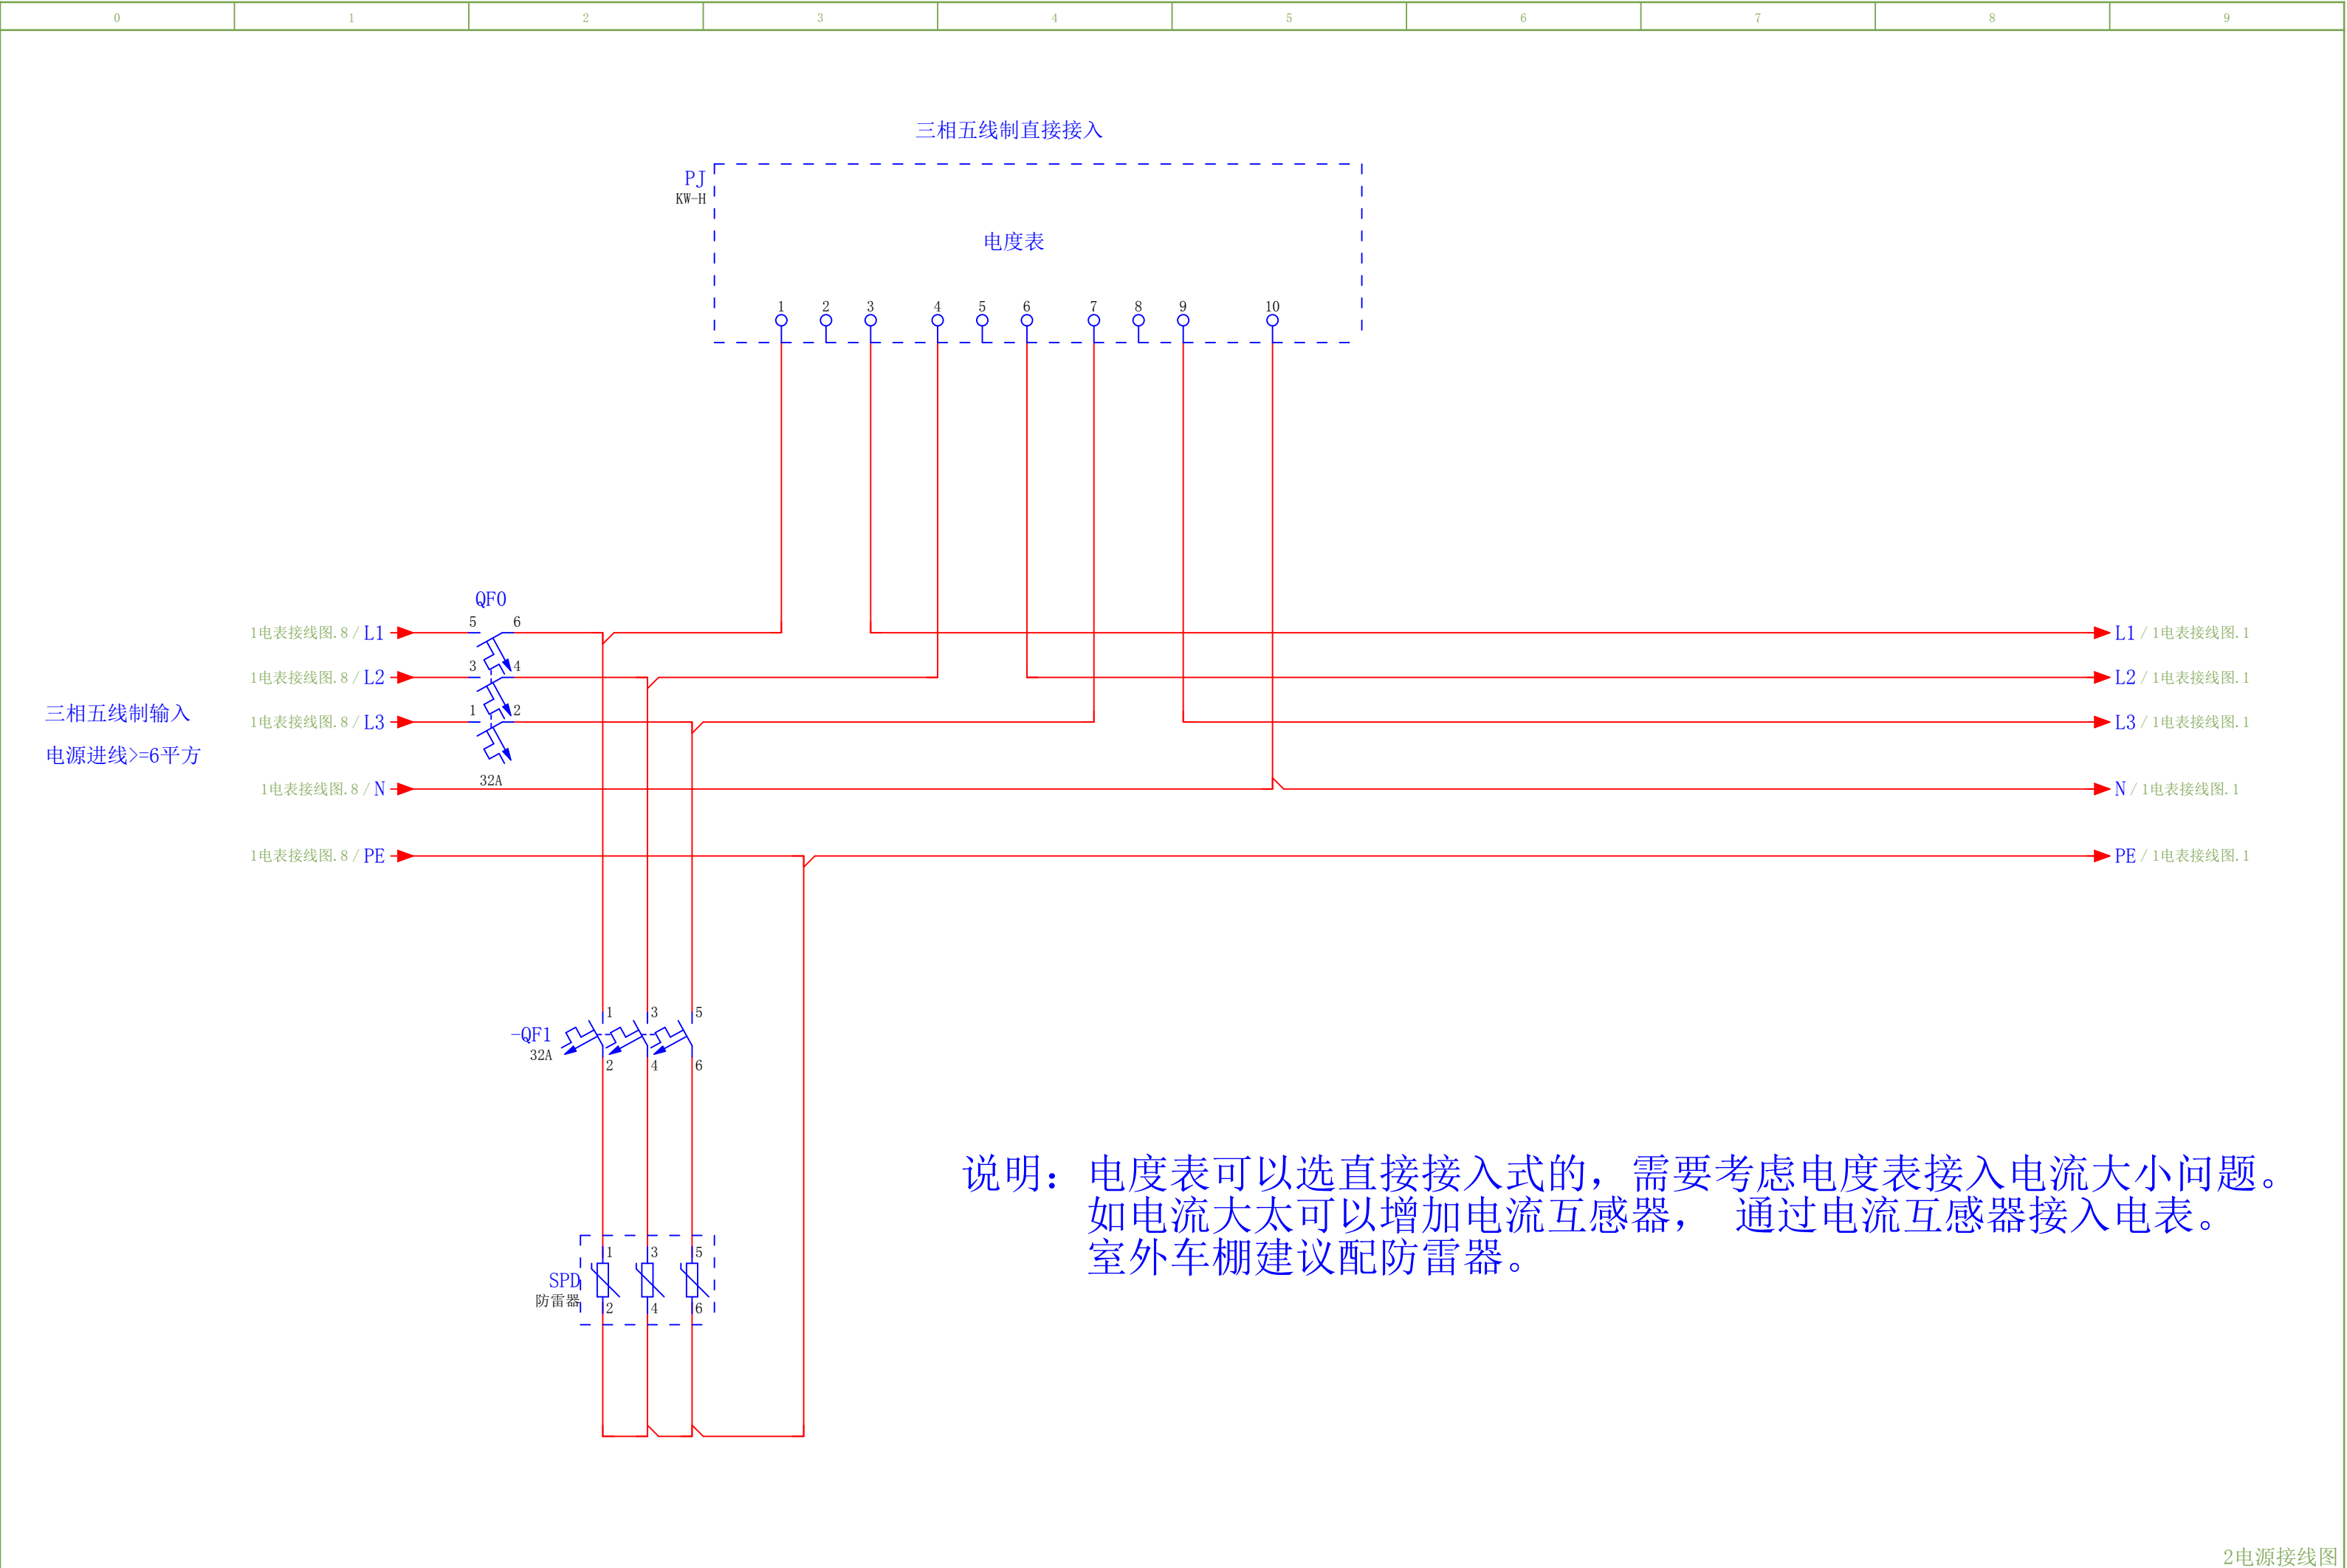 0 1 2 3 4 5 6 7 8 9
三相五线制直接接入
PJ
KW-H
电度表
1 2 3 4 5 6 7 8 9 10
QF0
1电表接线图.8 / L1 5 6 L1 / 1电表接线图.1
1电表接线图.8 / L2 3 4 L2 / 1电表接线图.1
1电表接线图.8 / L3 1 2 L3 / 1电表接线图.1
三相五线制输入
电源进线>=6平方
32A
1电表接线图.8 / N N / 1电表接线图.1
1电表接线图.8 / PE PE / 1电表接线图.1
1 3 5
-QF1
32A
2 4 6
说明：电度表可以选直接接入式的，需要考虑电度表接入电流大小问题。
如电流大太可以增加电流互感器， 通过电流互感器接入电表。
室外车棚建议配防雷器。
1 3 5
SPD
防雷器
2 4 6
2电源接线图